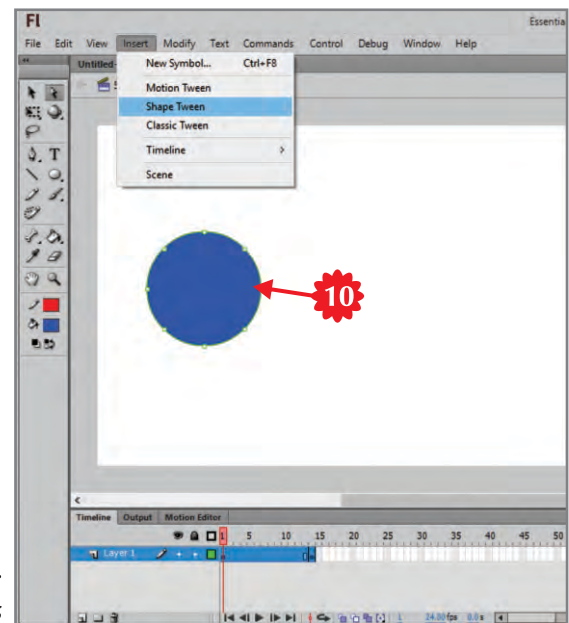 Fl
Essentia
File Edit View Insert Modify Text Commands Control Debug Window Help
Untitled-
New Symbol... Ctrl+F8
Motion Tween
Shape Tween
Classic Tween
Timeline
Scene
T
10
Timeline Output Motion Editor
1 5 10 15 20 25 30 35 40 45 50
Layer 1
1 24.00 fps 0.0 s